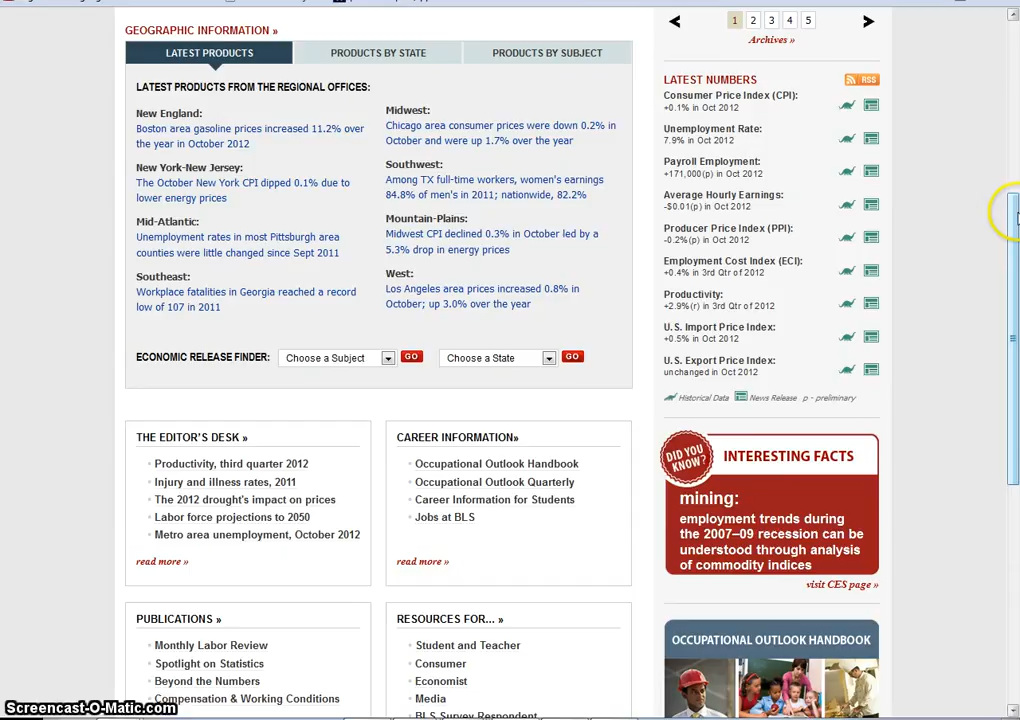 GEOGRAPHIC INFORMATION »
LATEST PRODUCTS
PRODUCTS BY STATE
PRODUCTS BY SUBJECT
LATEST PRODUCTS FROM THE REGIONAL OFFICES:
New England:
Boston area gasoline prices increased 11.2% over
the year in October 2012
New York-New Jersey:
The October New York CPI dipped 0.1% due to
lower energy prices
Mid-Atlantic:
Unemployment rates in most Pittsburgh area
counties were little changed since Sept 2011
Southeast:
Workplace fatalities in Georgia reached a record
low of 107 in 2011
Midwest:
Chicago area consumer prices were down 0.2% in
October and were up 1.7% over the year
Southwest:
Among TX full-time workers, women's earnings
84.8% of men's in 2011; nationwide, 82.2%
Mountain-Plains:
Midwest CPI declined 0.3% in October led by a
5.3% drop in energy prices
West:
Los Angeles area prices increased 0.8% in
October; up 3.0% over the year
ECONOMIC RELEASE FINDER:
Choose a Subject
GO
Choose a State
GO
THE EDITOR'S DESK »
Productivity, third quarter 2012
Injury and illness rates, 2011
The 2012 drought's impact on prices
Labor force projections to 2050
Metro area unemployment, October 2012
read more »
CAREER INFORMATION»
Occupational Outlook Handbook
Occupational Outlook Quarterly
Career Information for Students
Jobs at BLS
read more »
PUBLICATIONS »
Monthly Labor Review
Spotlight on Statistics
Beyond the Numbers
Compensation & Working Conditions
RESOURCES FOR... »
Student and Teacher
Consumer
Economist
Media
BLS Survey Respondent
1 2 3 4 5
Archives »
LATEST NUMBERS
RSS
Consumer Price Index (CPI):
+0.1% in Oct 2012
Unemployment Rate:
7.9% in Oct 2012
Payroll Employment:
+171,000(p) in Oct 2012
Average Hourly Earnings:
-$0.01(p) in Oct 2012
Producer Price Index (PPI):
-0.2%(p) in Oct 2012
Employment Cost Index (ECI):
+0.4% in 3rd Qtr of 2012
Productivity:
+2.9%(r) in 3rd Qtr of 2012
U.S. Import Price Index:
+0.5% in Oct 2012
U.S. Export Price Index:
unchanged in Oct 2012
Historical Data News Release p - preliminary
DID YOU KNOW?
INTERESTING FACTS
mining:
employment trends during
the 2007–09 recession can be
understood through analysis
of commodity indices
visit CES page »
OCCUPATIONAL OUTLOOK HANDBOOK
Screencast-O-Matic.com